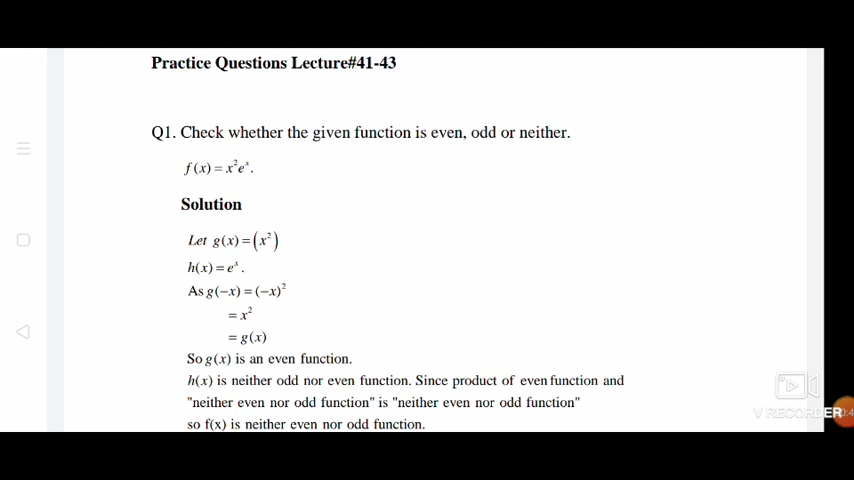 Practice Questions Lecture#41-43
Q1. Check whether the given function is even, odd or neither.
f(x) = x²eˣ.
Solution
Let g(x) = (x²)
h(x) = eˣ.
As g(−x) = (−x)²
= x²
= g(x)
So g(x) is an even function.
h(x) is neither odd nor even function. Since product of even function and
"neither even nor odd function" is "neither even nor odd function"
so f(x) is neither even nor odd function.
V RECORDER
0:4